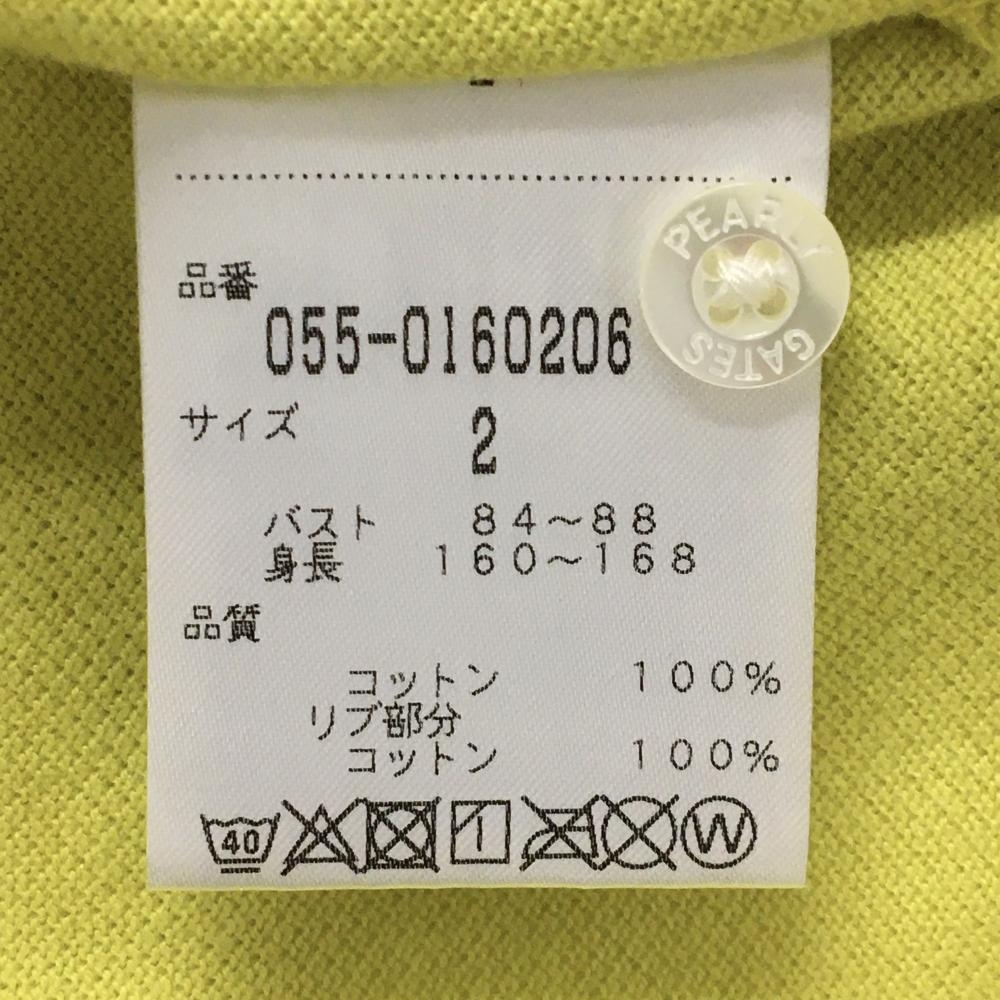 品番
055-0160206
PEARLY GATES
サイズ 2
バスト 84〜88
身長 160〜168
品質
コットン 100%
リブ部分
コットン 100%
40 W